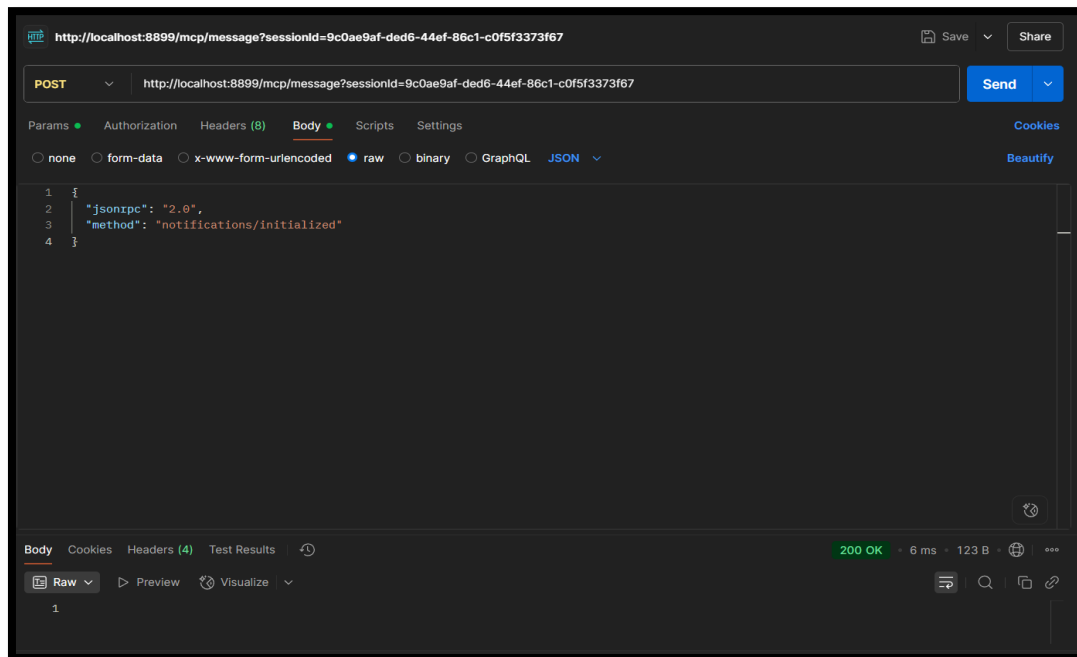 HTTP http://localhost:8899/mcp/message?sessionId=9c0ae9af-ded6-44ef-86c1-c0f5f3373f67 Save Share
POST http://localhost:8899/mcp/message?sessionId=9c0ae9af-ded6-44ef-86c1-c0f5f3373f67 Send
Params Authorization Headers (8) Body Scripts Settings Cookies
none form-data x-www-form-urlencoded raw binary GraphQL JSON Beautify
1 {
2 "jsonrpc": "2.0",
3 "method": "notifications/initialized"
4 }
Body Cookies Headers (4) Test Results 200 OK • 6 ms • 123 B •
Raw Preview Visualize
1